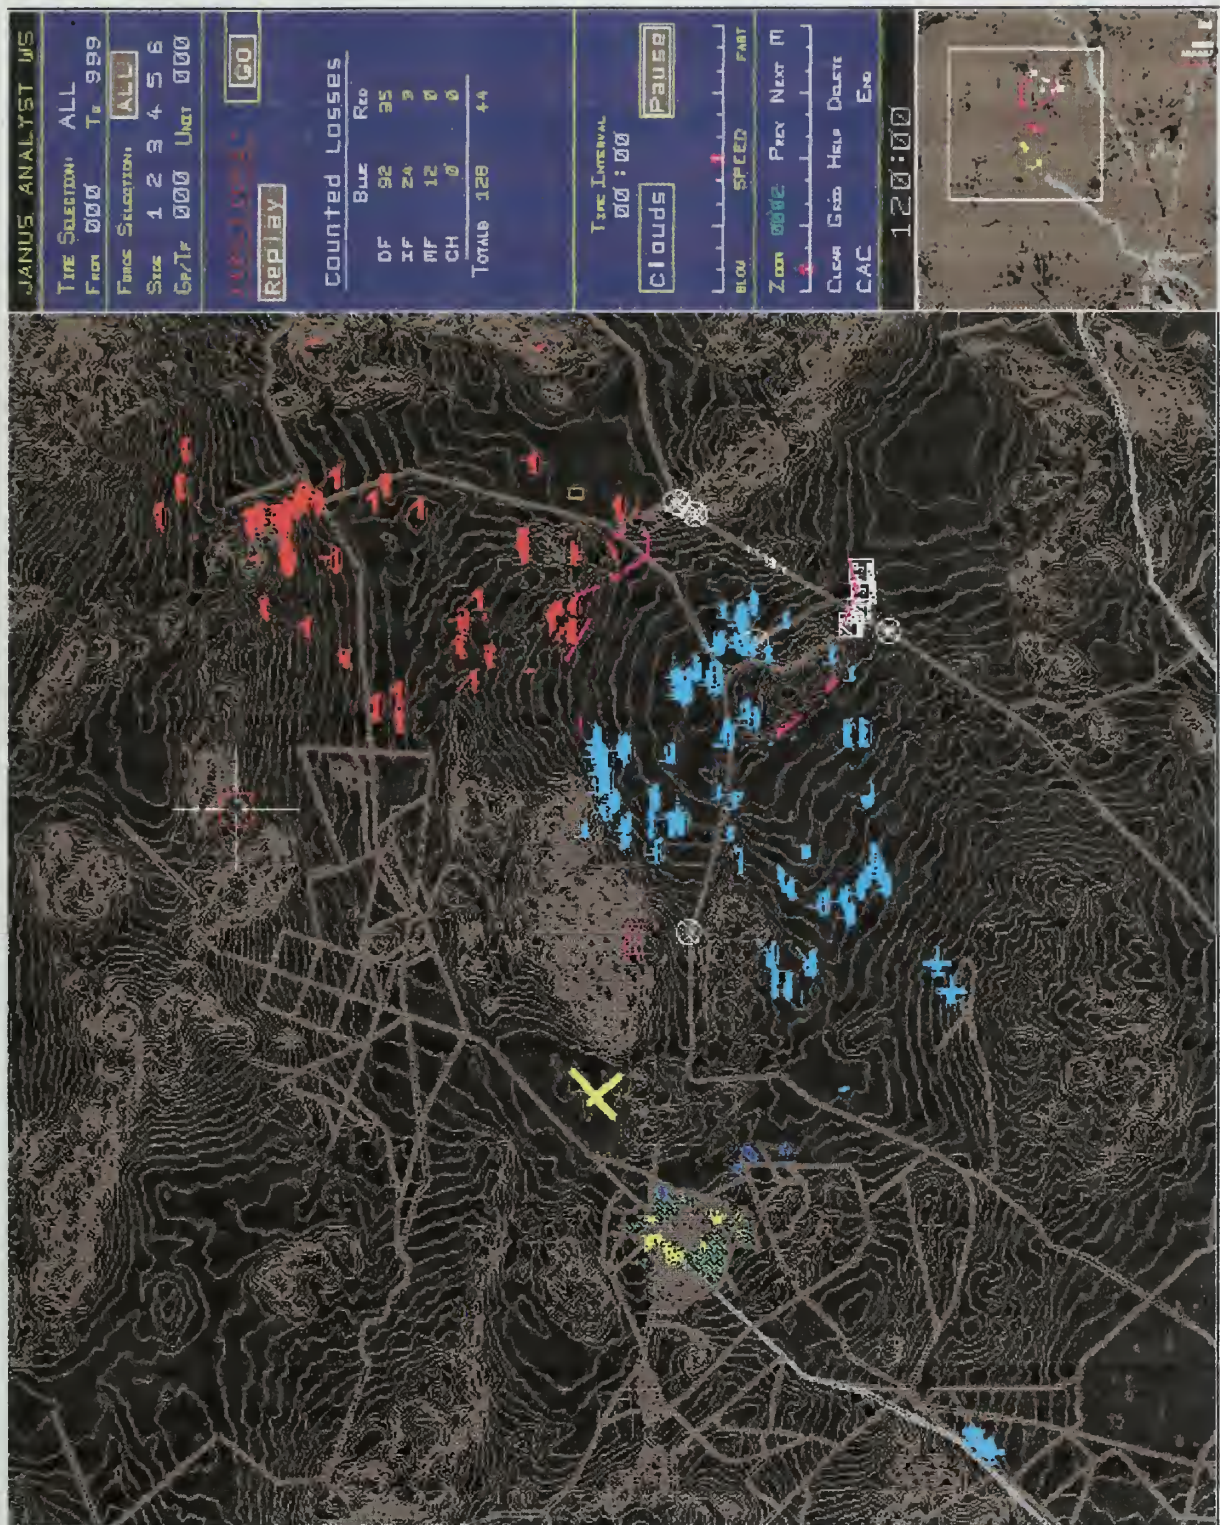 JANUS ANALYST WS
TIME SELECTION: ALL
FROM 000 TO 999
FORCE SELECTION: ALL
SIDE 1 2 3 4 5 6
GP/TF 000 UNIT 000
GO
Replay
Counted Losses
BLUE RED
DF 92 35
IF 24 9
MF 12 0
CH 0 0
TOTALS 128 44
TIME INTERVAL
00:00
Clouds Pause
SLOW SPEED FAST
ZOOM PREV NEXT M
CLEAR GRID HELP DELETE
CAC END
120:00